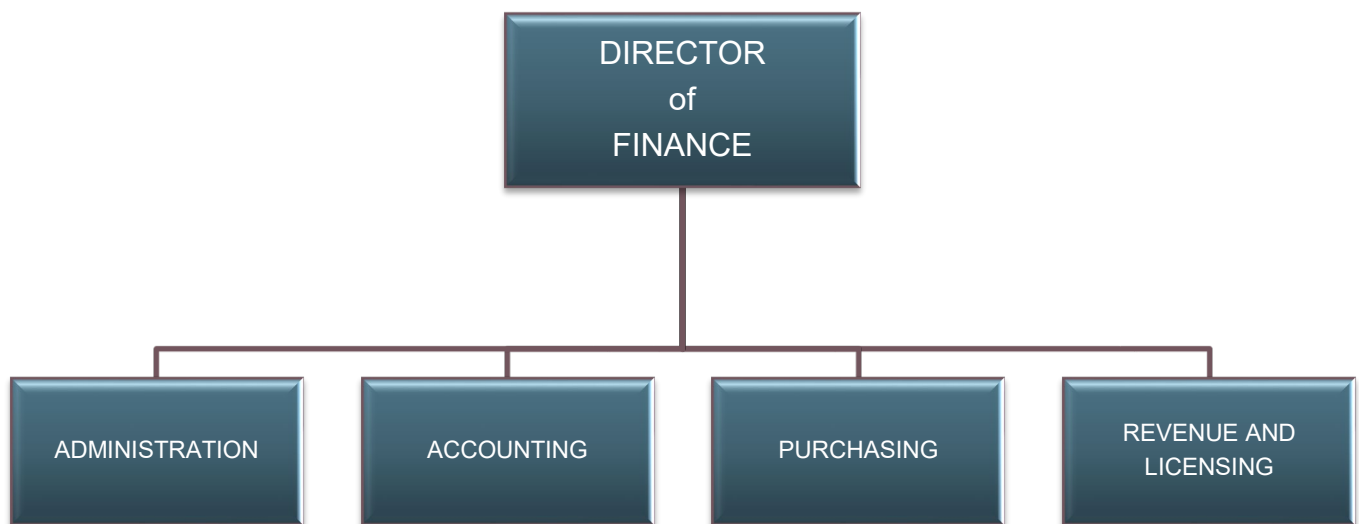 DIRECTOR
of
FINANCE
ADMINISTRATION
ACCOUNTING
PURCHASING
REVENUE AND
LICENSING